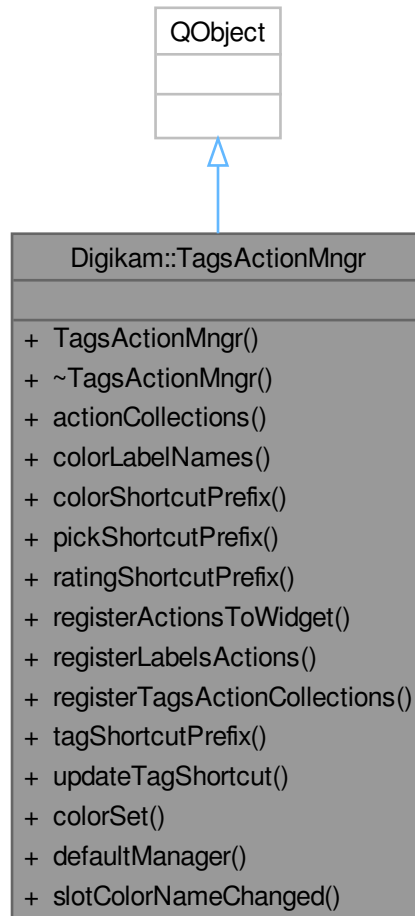 QObject
Digikam::TagsActionMngr
+ TagsActionMngr()
+ ~TagsActionMngr()
+ actionCollections()
+ colorLabelNames()
+ colorShortcutPrefix()
+ pickShortcutPrefix()
+ ratingShortcutPrefix()
+ registerActionsToWidget()
+ registerLabelsActions()
+ registerTagsActionCollections()
+ tagShortcutPrefix()
+ updateTagShortcut()
+ colorSet()
+ defaultManager()
+ slotColorNameChanged()